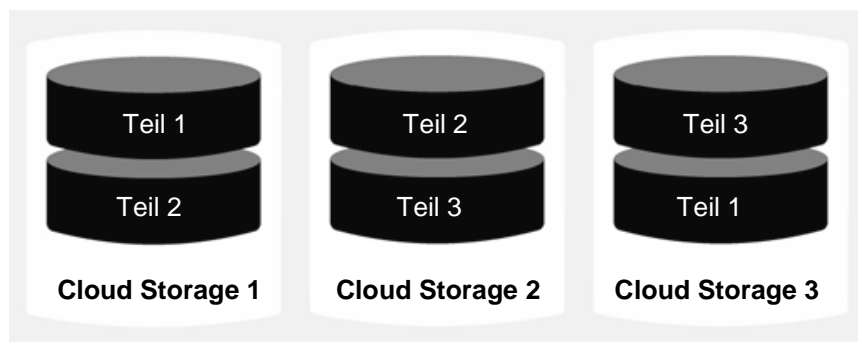 Teil 1
Teil 2
Cloud Storage 1
Teil 2
Teil 3
Cloud Storage 2
Teil 3
Teil 1
Cloud Storage 3